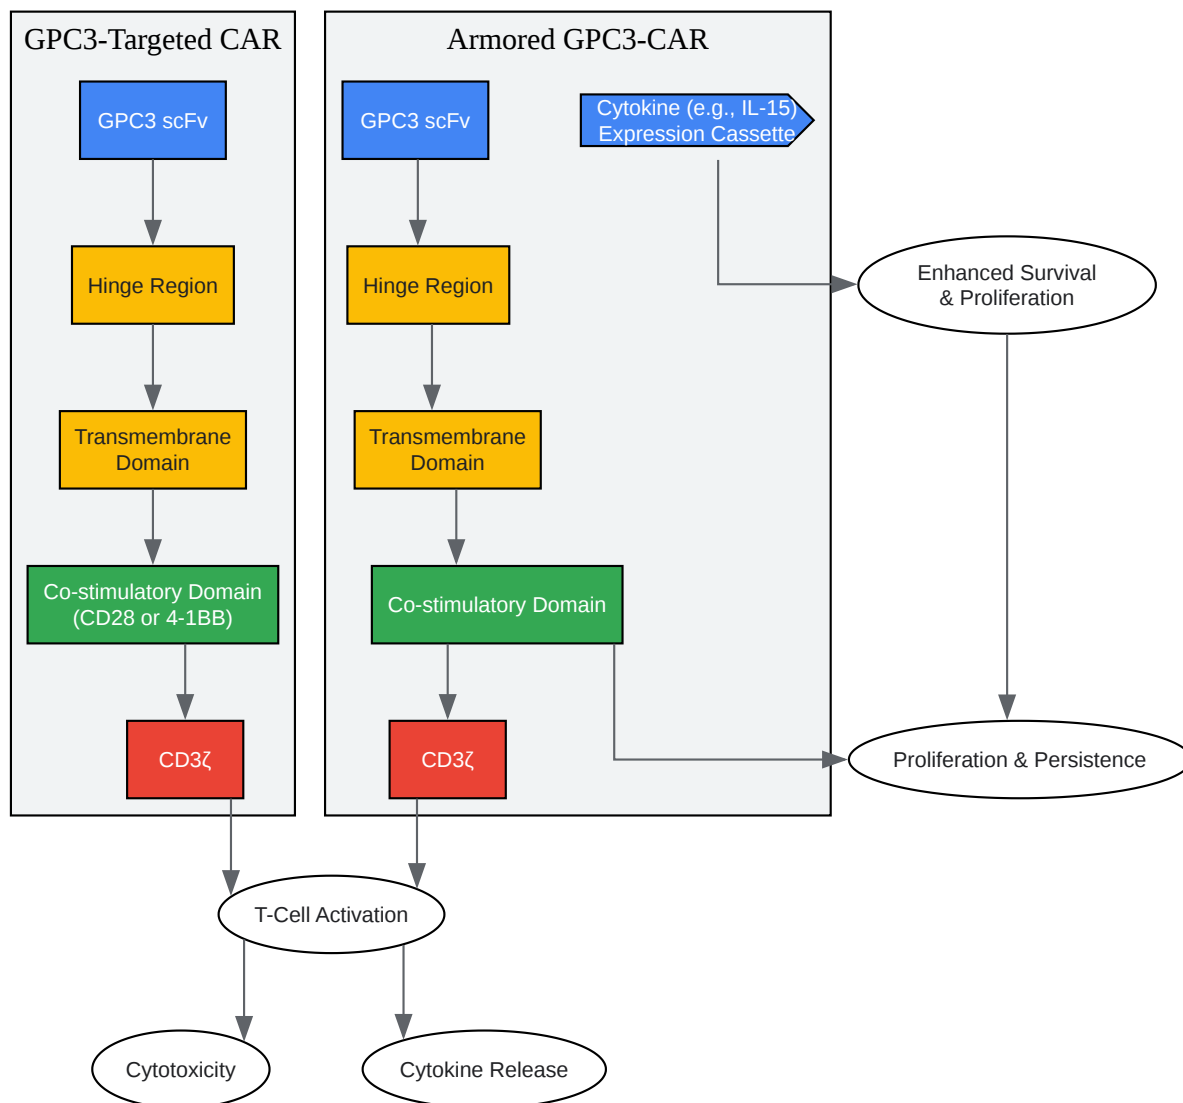 GPC3-Targeted CAR
GPC3 scFv
Hinge Region
Transmembrane
Domain
Co-stimulatory Domain
(CD28 or 4-1BB)
CD3ζ
Armored GPC3-CAR
GPC3 scFv
Cytokine (e.g., IL-15)
Expression Cassette
Hinge Region
Transmembrane
Domain
Co-stimulatory Domain
CD3ζ
Enhanced Survival
& Proliferation
Proliferation & Persistence
T-Cell Activation
Cytotoxicity
Cytokine Release